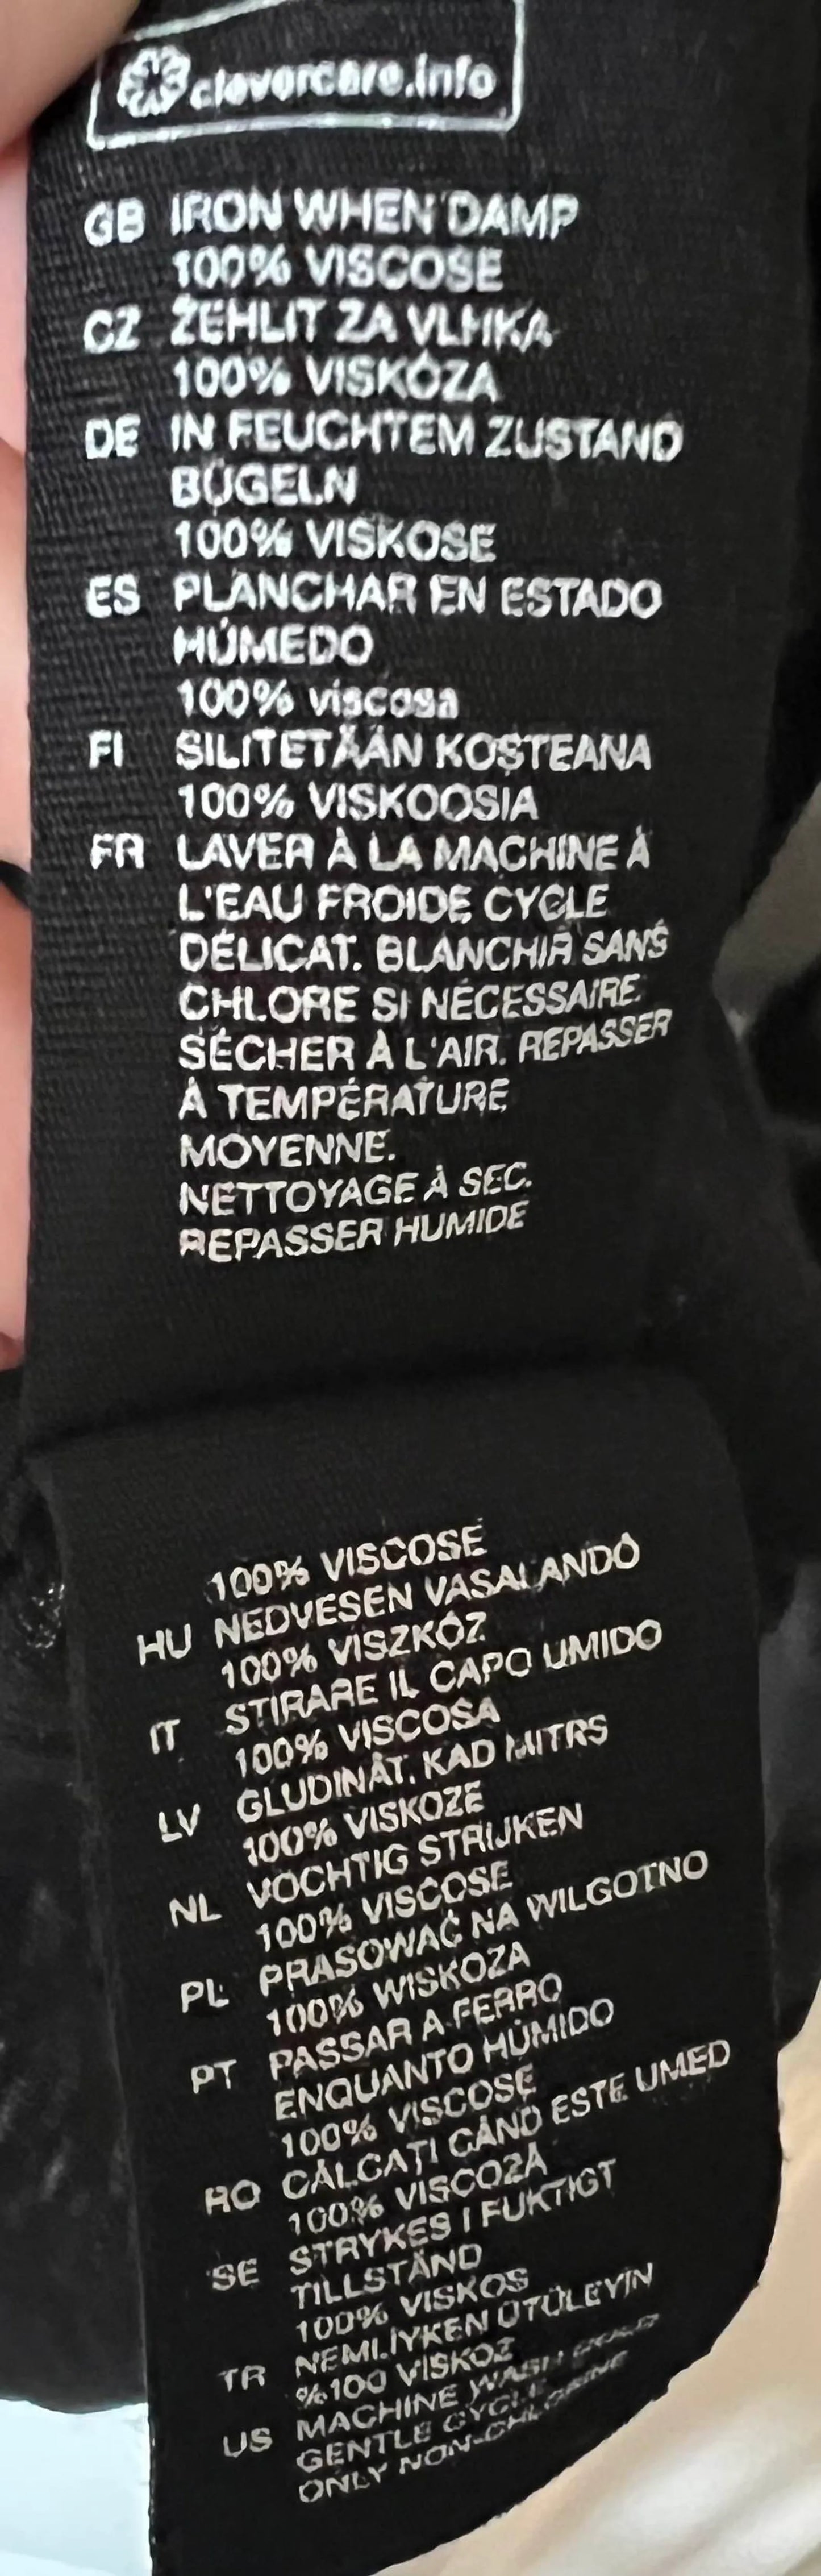 clevercare.info
GB IRON WHEN DAMP
100% VISCOSE
CZ ŽEHLIT ZA VLHKA
100% VISKÓZA
DE IN FEUCHTEM ZUSTAND
BÜGELN
100% VISKOSE
ES PLANCHAR EN ESTADO
HÚMEDO
100% viscosa
FI SILITETÄÄN KOSTEANA
100% VISKOOSIA
FR LAVER À LA MACHINE À
L'EAU FROIDE CYCLE
DÉLICAT. BLANCHIR SANS
CHLORE SI NÉCESSAIRE.
SÉCHER À L'AIR. REPASSER
À TEMPÉRATURE
MOYENNE.
NETTOYAGE À SEC.
REPASSER HUMIDE
100% VISCOSE
HU NEDVESEN VASALANDÓ
100% VISZKÓZ
IT STIRARE IL CAPO UMIDO
100% VISCOSA
LV GLUDINĀT, KAD MITRS
100% VISKOZE
NL VOCHTIG STRIJKEN
100% VISCOSE
PL PRASOWAĆ NA WILGOTNO
100% WISKOZA
PT PASSAR A FERRO
ENQUANTO HÚMIDO
100% VISCOSE
RO CĂLCAȚI CÂND ESTE UMED
100% VISCOZĂ
SE STRYKES I FUKTIGT
TILLSTÅND
100% VISKOS
TR NEMLİYKEN ÜTÜLEYİN
%100 VİSKOZ
US MACHINE WASH COLD
GENTLE CYCLE
ONLY NON-CHLORINE